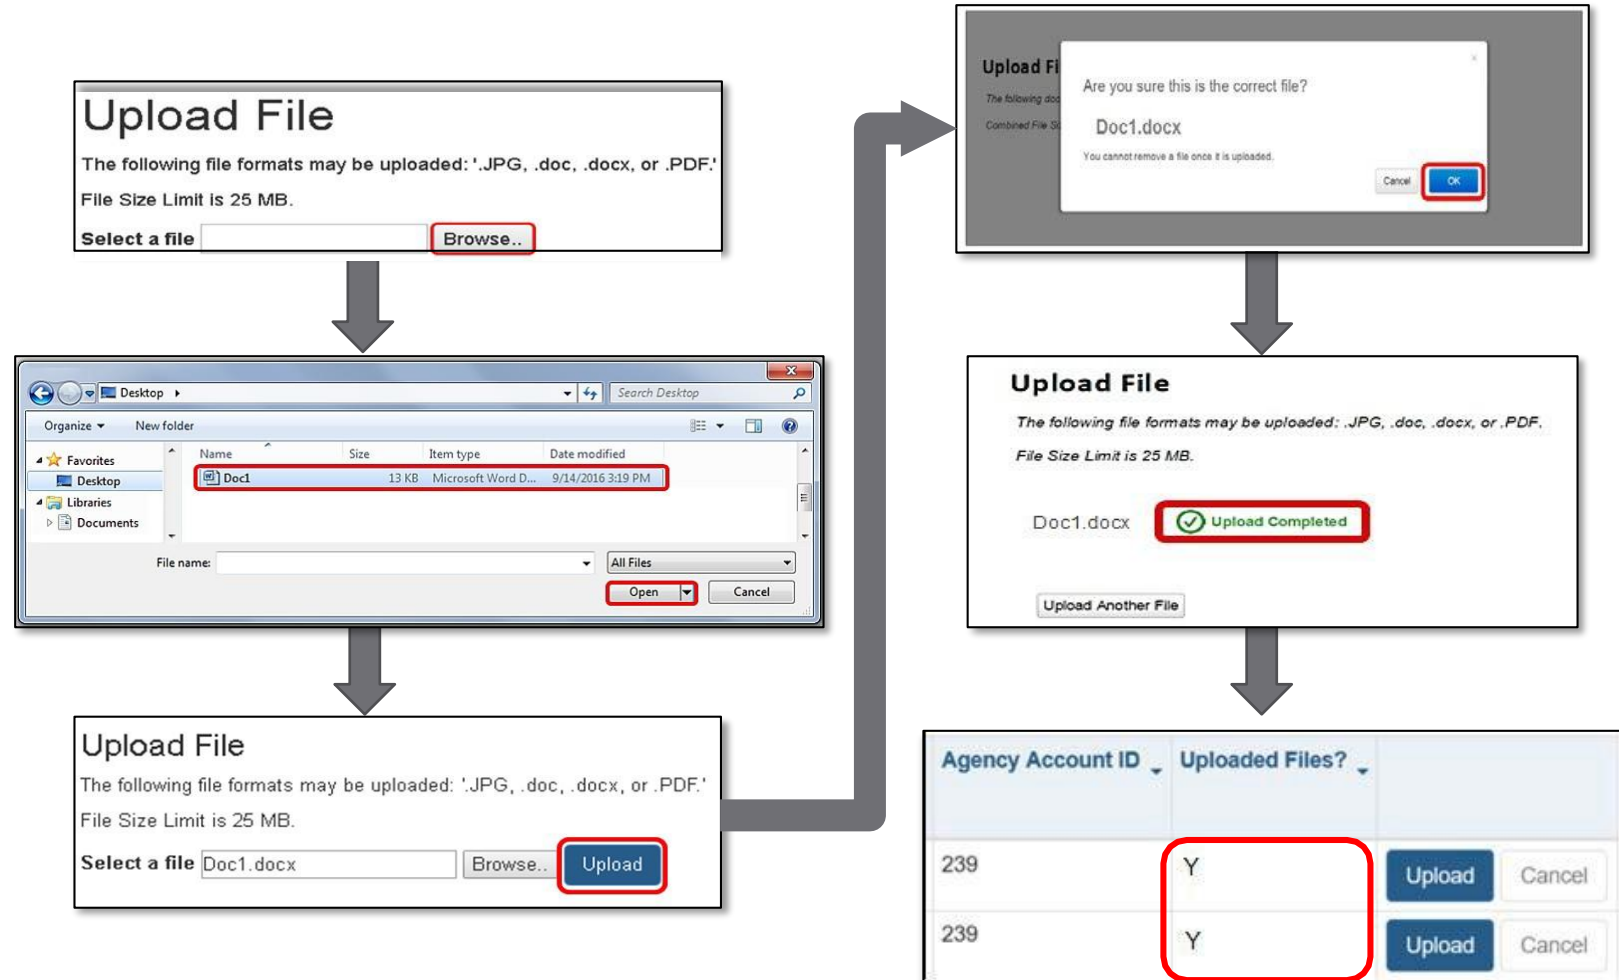 Upload File
The following file formats may be uploaded: '.JPG, .doc, .docx, or .PDF.'
File Size Limit is 25 MB.
Select a file Browse..
Desktop
Search Desktop
Organize New folder
Name Size Item type Date modified
Favorites
Desktop
Libraries
Documents
Doc1 13 KB Microsoft Word D... 9/14/2016 3:19 PM
File name: All Files
Open Cancel
Upload File
The following file formats may be uploaded: '.JPG, .doc, .docx, or .PDF.'
File Size Limit is 25 MB.
Select a file Doc1.docx Browse.. Upload
Upload Fi
The following doc
Combined File Si
Are you sure this is the correct file?
Doc1.docx
You cannot remove a file once it is uploaded.
Cancel OK
Upload File
The following file formats may be uploaded: .JPG, .doc, .docx, or .PDF.
File Size Limit is 25 MB.
Doc1.docx Upload Completed
Upload Another File
Agency Account ID Uploaded Files?
239 Y Upload Cancel
239 Y Upload Cancel